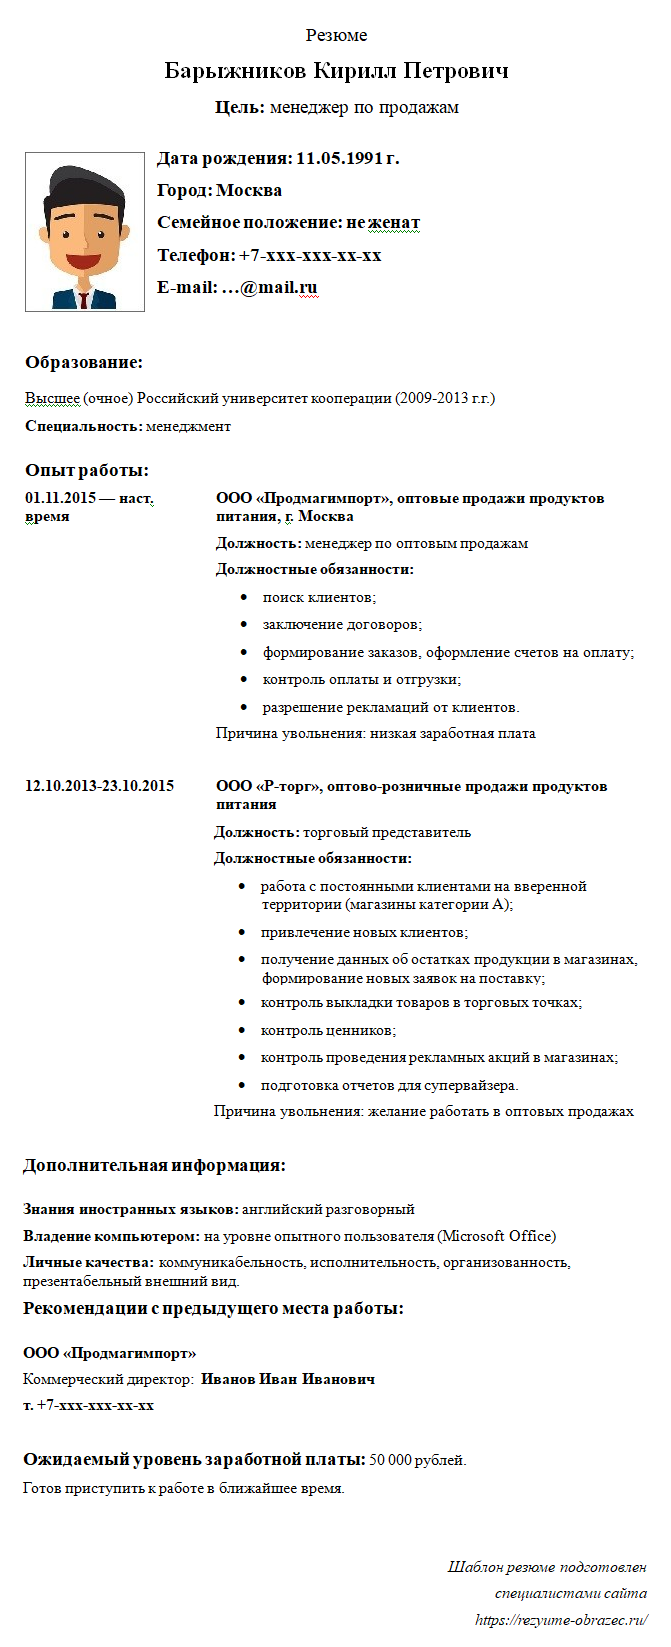 Резюме
Барыжников Кирилл Петрович
Цель: менеджер по продажам
Дата рождения: 11.05.1991 г.
Город: Москва
Семейное положение: не женат
Телефон: +7-xxx-xxx-xx-xx
E-mail: …@mail.ru
Образование:
Высшее (очное) Российский университет кооперации (2009-2013 г.г.)
Специальность: менеджмент
Опыт работы:
01.11.2015 — наст. время
ООО «Продмагимпорт», оптовые продажи продуктов
питания, г. Москва
Должность: менеджер по оптовым продажам
Должностные обязанности:
• поиск клиентов;
• заключение договоров;
• формирование заказов, оформление счетов на оплату;
• контроль оплаты и отгрузки;
• разрешение рекламаций от клиентов.
Причина увольнения: низкая заработная плата
12.10.2013-23.10.2015
ООО «Р-торг», оптово-розничные продажи продуктов
питания
Должность: торговый представитель
Должностные обязанности:
• работа с постоянными клиентами на вверенной
территории (магазины категории А);
• привлечение новых клиентов;
• получение данных об остатках продукции в магазинах,
формирование новых заявок на поставку;
• контроль выкладки товаров в торговых точках;
• контроль ценников;
• контроль проведения рекламных акций в магазинах;
• подготовка отчетов для супервайзера.
Причина увольнения: желание работать в оптовых продажах
Дополнительная информация:
Знания иностранных языков: английский разговорный
Владение компьютером: на уровне опытного пользователя (Microsoft Office)
Личные качества: коммуникабельность, исполнительность, организованность,
презентабельный внешний вид.
Рекомендации с предыдущего места работы:
ООО «Продмагимпорт»
Коммерческий директор: Иванов Иван Иванович
т. +7-xxx-xxx-xx-xx
Ожидаемый уровень заработной платы: 50 000 рублей.
Готов приступить к работе в ближайшее время.
Шаблон резюме подготовлен
специалистами сайта
https://rezyume-obrazec.ru/